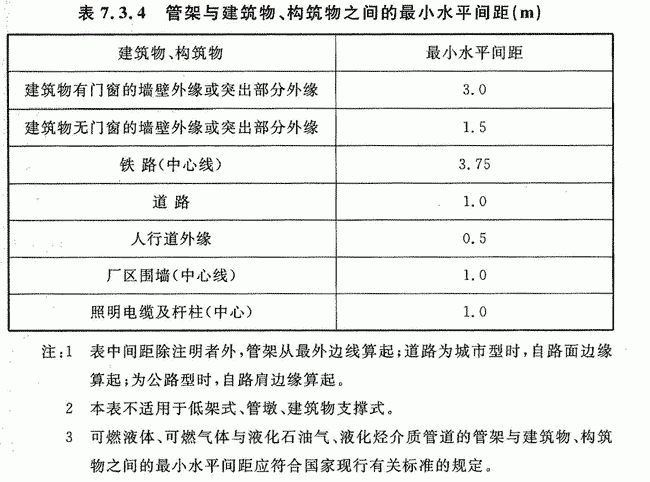 表 7.3.4 管架与建筑物、构筑物之间的最小水平间距(m)
建筑物、构筑物 最小水平间距
建筑物有门窗的墙壁外缘或突出部分外缘 3.0
建筑物无门窗的墙壁外缘或突出部分外缘 1.5
铁 路(中心线) 3.75
道 路 1.0
人行道外缘 0.5
厂区围墙(中心线) 1.0
照明电缆及杆柱(中心) 1.0
注:1 表中间距除注明者外,管架从最外边线算起;道路为城市型时,自路面边缘
算起;为公路型时,自路肩边缘算起。
2 本表不适用于低架式、管墩、建筑物支撑式。
3 可燃液体、可燃气体与液化石油气、液化烃介质管道的管架与建筑物、构筑
物之间的最小水平间距应符合国家现行有关标准的规定。